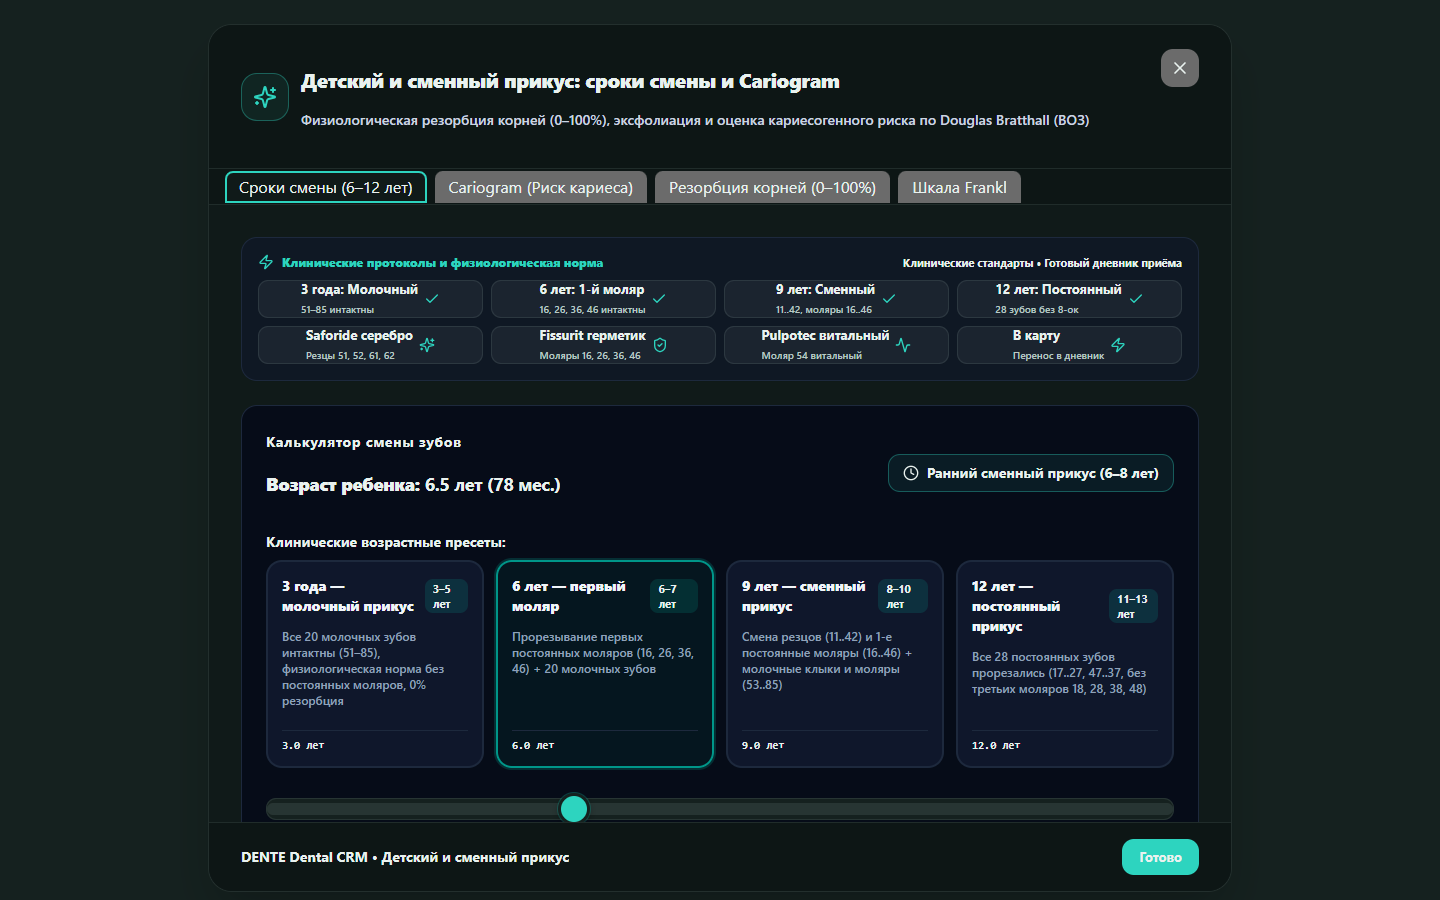 Детский и сменный прикус: сроки смены и Cariogram
Физиологическая резорбция корней (0–100%), эксфолиация и оценка кариесогенного риска по Douglas Bratthall (ВОЗ)
Сроки смены (6–12 лет)
Cariogram (Риск кариеса)
Резорбция корней (0–100%)
Шкала Frankl
Клинические протоколы и физиологическая норма
Клинические стандарты • Готовый дневник приёма
3 года: Молочный
51–85 интактны
6 лет: 1-й моляр
16, 26, 36, 46 интактны
9 лет: Сменный
11..42, моляры 16..46
12 лет: Постоянный
28 зубов без 8-ок
Saforide серебро
Резцы 51, 52, 61, 62
Fissurit герметик
Моляры 16, 26, 36, 46
Pulpotec витальный
Моляр 54 витальный
В карту
Перенос в дневник
Калькулятор смены зубов
Возраст ребенка: 6.5 лет (78 мес.)
Ранний сменный прикус (6–8 лет)
Клинические возрастные пресеты:
3 года —
молочный прикус
3–5
лет
Все 20 молочных зубов
интактны (51–85),
физиологическая норма без
постоянных моляров, 0%
резорбция
3.0 лет
6 лет — первый
моляр
6–7
лет
Прорезывание первых
постоянных моляров (16, 26, 36,
46) + 20 молочных зубов
6.0 лет
9 лет — сменный
прикус
8–10
лет
Смена резцов (11..42) и 1-е
постоянные моляры (16..46) +
молочные клыки и моляры
(53..85)
9.0 лет
12 лет —
постоянный
прикус
11–13
лет
Все 28 постоянных зубов
прорезались (17..27, 47..37, без
третьих моляров 18, 28, 38, 48)
12.0 лет
DENTE Dental CRM • Детский и сменный прикус
Готово